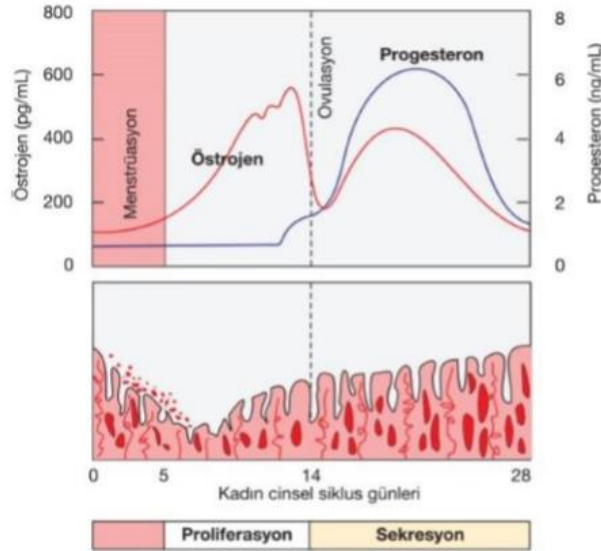 800
600
400
200
0
Östrojen (pg/mL)
Menstrüasyon
Östrojen
Ovulasyon
Progesteron
8
6
4
2
0
Progesteron (ng/mL)
0
5
14
28
Kadın cinsel siklus günleri
Proliferasyon
Sekresyon